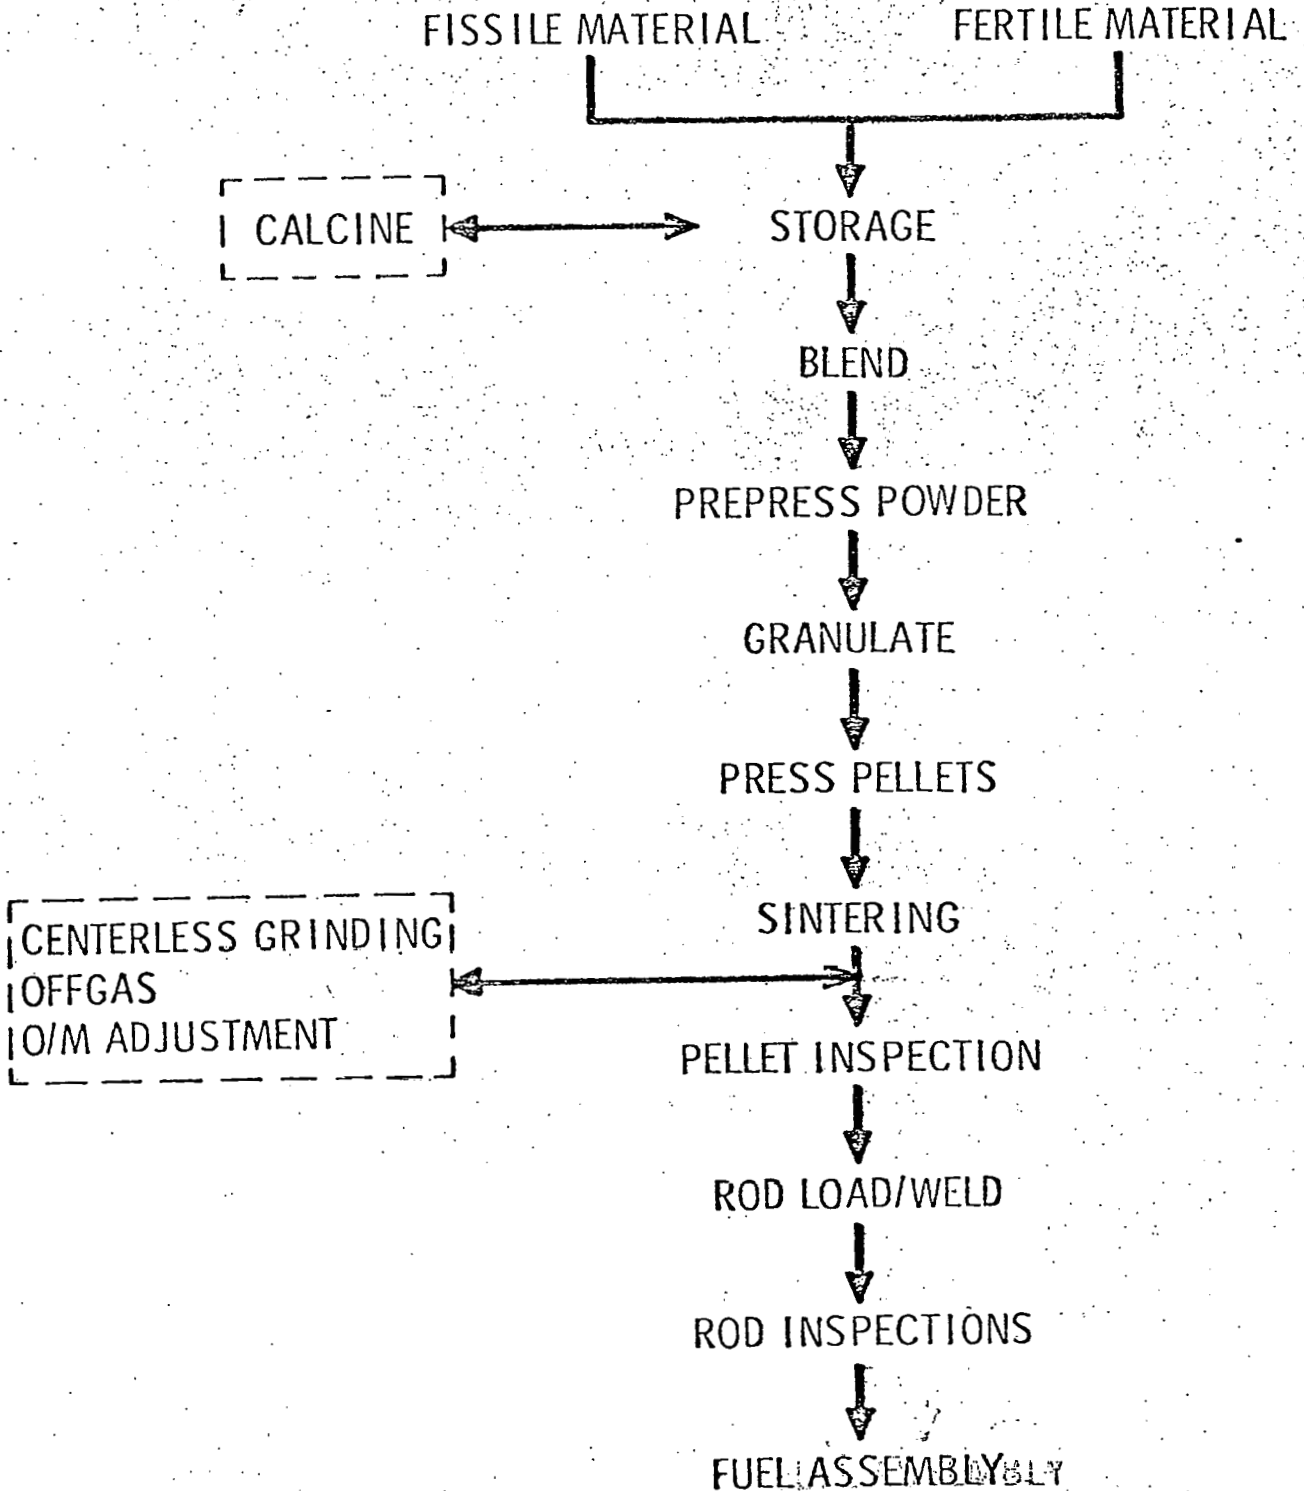 FISSILE MATERIAL
FERTILE MATERIAL
CALCINE
STORAGE
BLEND
PREPRESS POWDER
GRANULATE
PRESS PELLETS
SINTERING
CENTERLESS GRINDING
OFFGAS
O/M ADJUSTMENT
PELLET INSPECTION
ROD LOAD/WELD
ROD INSPECTIONS
FUEL ASSEMBLY